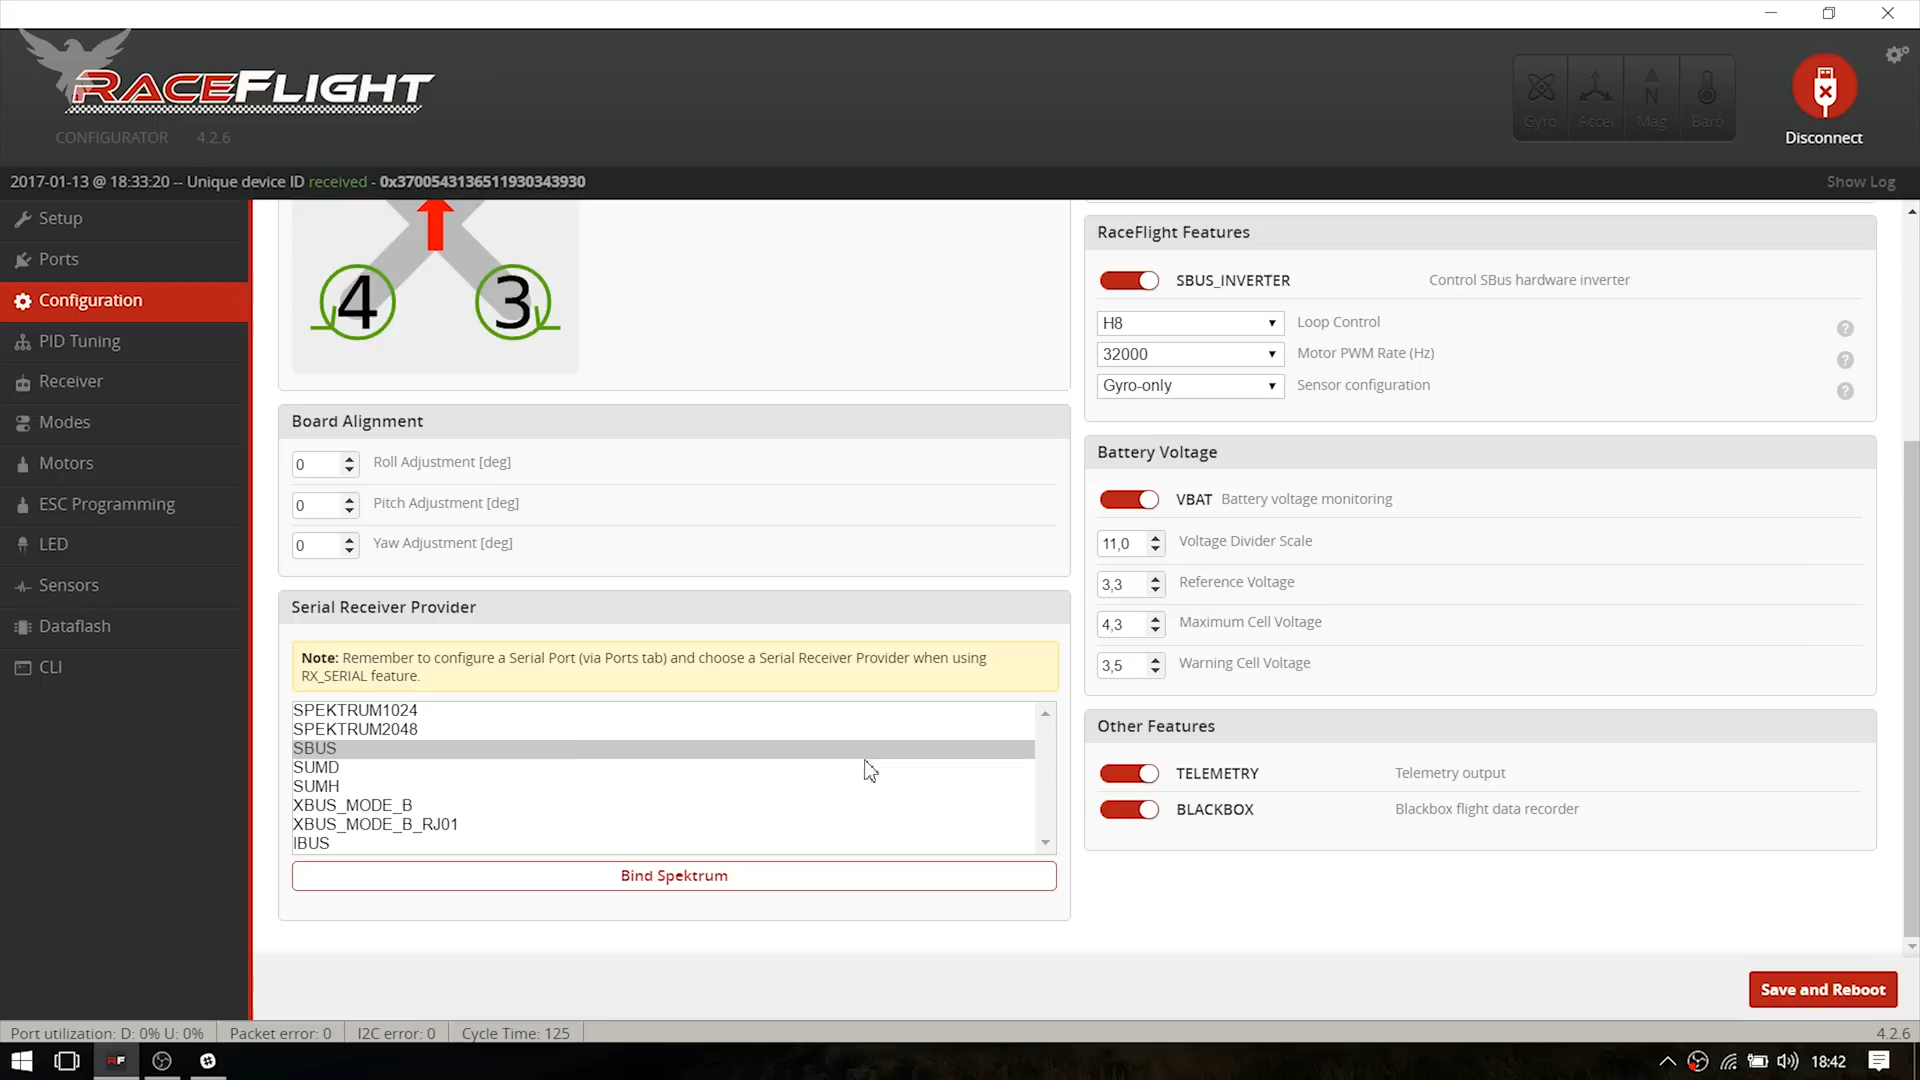 RACEFLIGHT
CONFIGURATOR 4.2.6
Gyro Accel Mag Baro
N
Disconnect
2017-01-13 @ 18:33:20 -- Unique device ID received - 0x3700543136511930343930
Show Log
Setup
Ports
Configuration
PID Tuning
Receiver
Modes
Motors
ESC Programming
LED
Sensors
Dataflash
CLI
4 3
Board Alignment
0 Roll Adjustment [deg]
0 Pitch Adjustment [deg]
0 Yaw Adjustment [deg]
Serial Receiver Provider
Note: Remember to configure a Serial Port (via Ports tab) and choose a Serial Receiver Provider when using
RX_SERIAL feature.
SPEKTRUM1024
SPEKTRUM2048
SBUS
SUMD
SUMH
XBUS_MODE_B
XBUS_MODE_B_RJ01
IBUS
Bind Spektrum
RaceFlight Features
SBUS_INVERTER Control SBus hardware inverter
H8 Loop Control ?
32000 Motor PWM Rate (Hz) ?
Gyro-only Sensor configuration ?
Battery Voltage
VBAT Battery voltage monitoring
11,0 Voltage Divider Scale
3,3 Reference Voltage
4,3 Maximum Cell Voltage
3,5 Warning Cell Voltage
Other Features
TELEMETRY Telemetry output
BLACKBOX Blackbox flight data recorder
Save and Reboot
Port utilization: D: 0% U: 0% Packet error: 0 I2C error: 0 Cycle Time: 125 4.2.6
RF 18:42